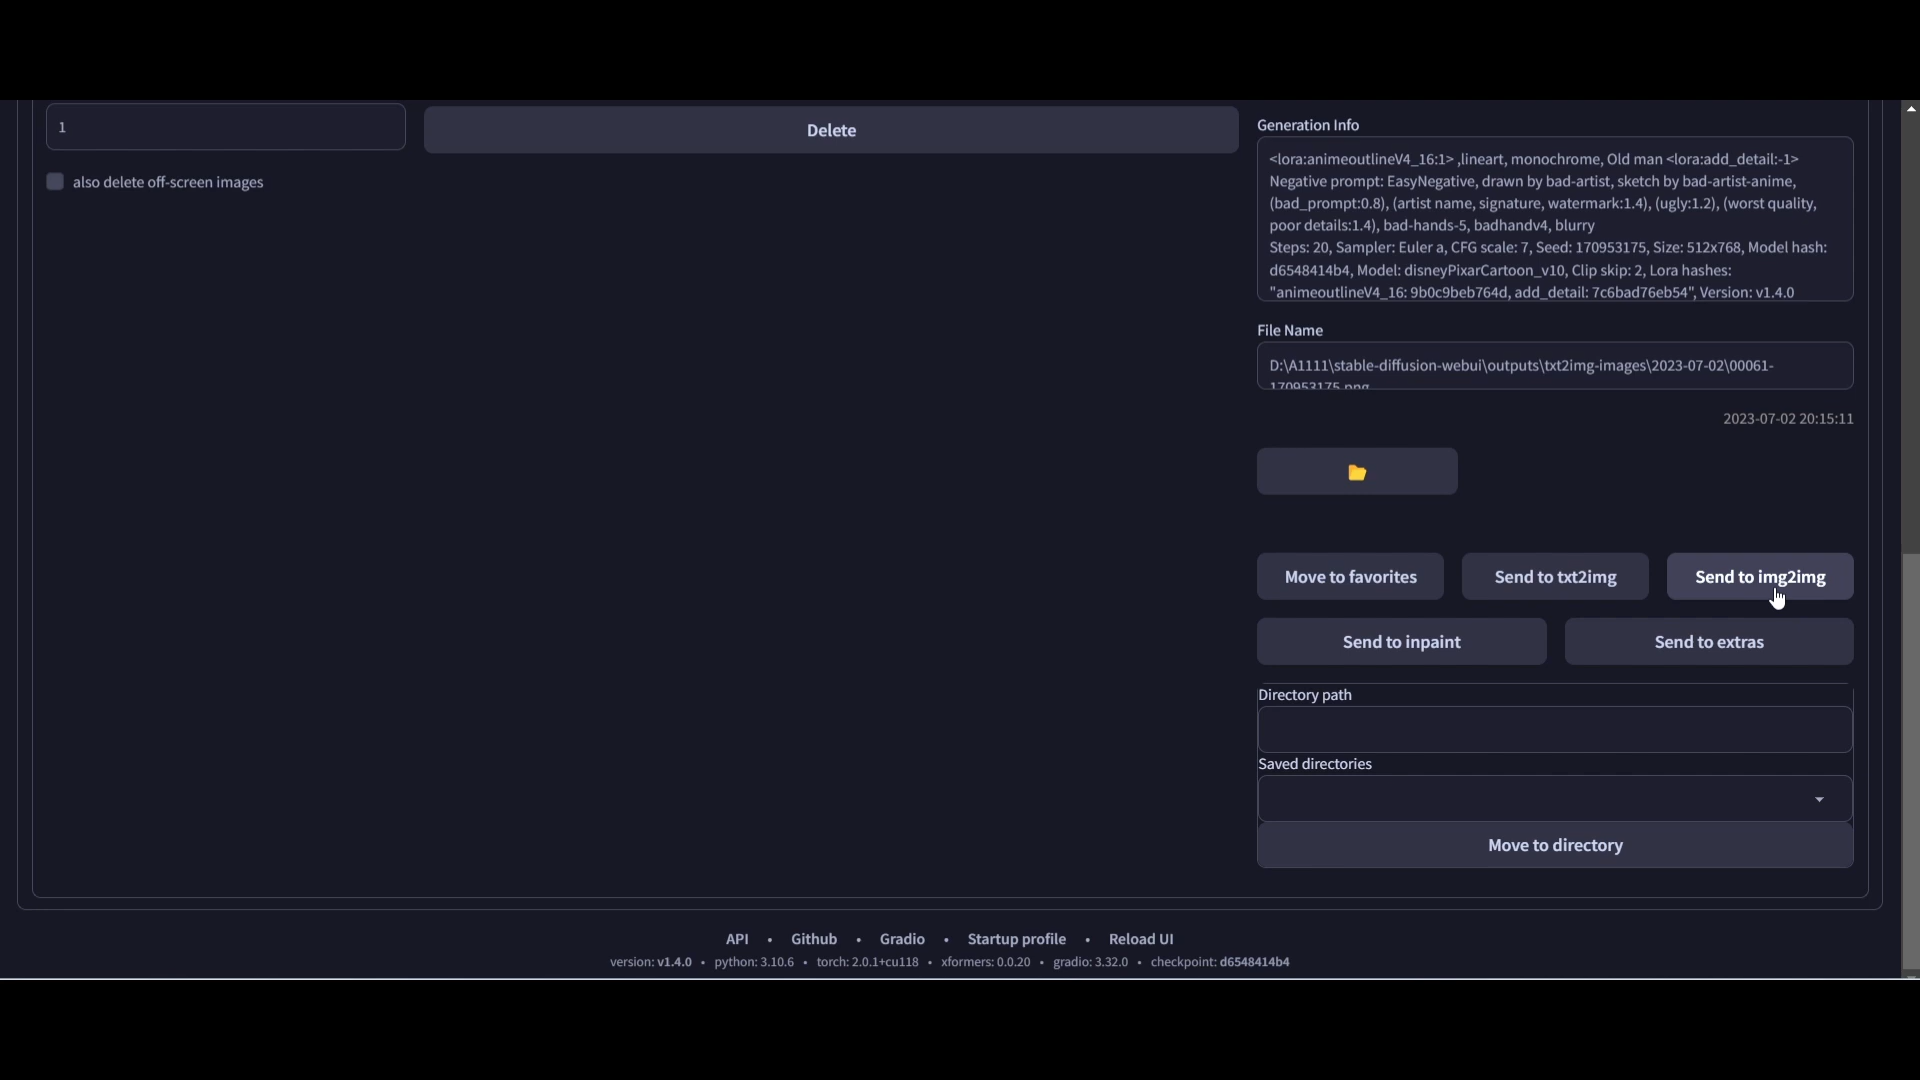 1
Delete
also delete off-screen images
Generation Info
<lora:animeoutlineV4_16:1> ,lineart, monochrome, Old man <lora:add_detail:-1>
Negative prompt: EasyNegative, drawn by bad-artist, sketch by bad-artist-anime,
(bad_prompt:0.8), (artist name, signature, watermark:1.4), (ugly:1.2), (worst quality,
poor details:1.4), bad-hands-5, badhandv4, blurry
Steps: 20, Sampler: Euler a, CFG scale: 7, Seed: 170953175, Size: 512x768, Model hash:
d6548414b4, Model: disneyPixarCartoon_v10, Clip skip: 2, Lora hashes:
"animeoutlineV4_16: 9b0c9beb764d, add_detail: 7c6bad76eb54", Version: v1.4.0
File Name
D:\A1111\stable-diffusion-webui\outputs\txt2img-images\2023-07-02\00061-
170953175.png
2023-07-02 20:15:11
Move to favorites
Send to txt2img
Send to img2img
Send to inpaint
Send to extras
Directory path
Saved directories
Move to directory
API • Github • Gradio • Startup profile • Reload UI
version: v1.4.0 • python: 3.10.6 • torch: 2.0.1+cu118 • xformers: 0.0.20 • gradio: 3.32.0 • checkpoint: d6548414b4